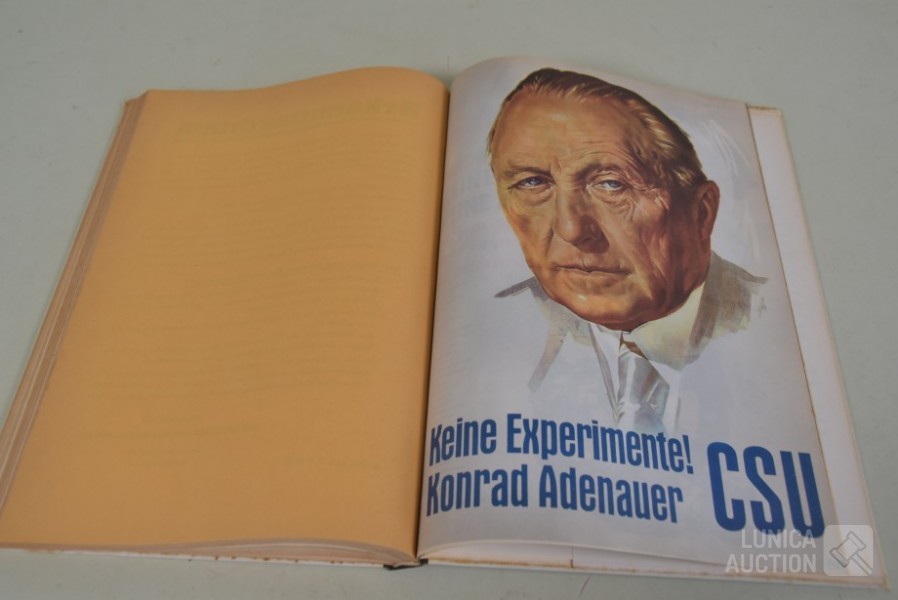 Keine Experimente!
Konrad Adenauer
CSU
LUNICA
AUCTION